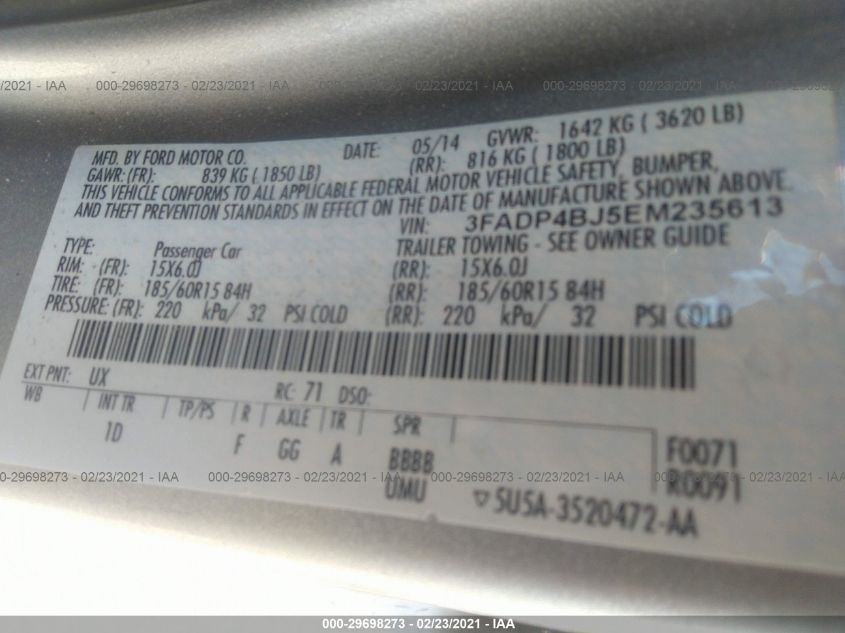 /2021 - IAA 000-29698273 - 02/23/2021 - IAA 000-29698273 - 02/23/2021 - IAA 000-29698273 - 02/23/2021
MFD. BY FORD MOTOR CO. DATE: 05/14 GVWR: 1642 KG ( 3620 LB)
GAWR: (FR): 839 KG ( 1850 LB) (RR): 816 KG ( 1800 LB)
THIS VEHICLE CONFORMS TO ALL APPLICABLE FEDERAL MOTOR VEHICLE SAFETY, BUMPER,
AND THEFT PREVENTION STANDARDS IN EFFECT ON THE DATE OF MANUFACTURE SHOWN ABOVE.
VIN: 3FADP4BJ5EM235613
TYPE: Passenger Car TRAILER TOWING - SEE OWNER GUIDE
RIM: (FR): 15X6.0J (RR): 15X6.0J
TIRE: (FR): 185/60R15 84H (RR): 185/60R15 84H
PRESSURE: (FR): 220 kPa/ 32 PSI COLD (RR): 220 kPa/ 32 PSI COLD
EXT PNT: UX RC: 71 DSO:
WB INT TR TP/PS R AXLE TR SPR
1D F GG A BBBB F0071
UMU R0091
5U5A-3520472-AA
000-29698273 - 02/23/2021 - IAA 000-29698273 - 02/23/2021 - IAA 000-29698273 - 02/23/2021 - IAA
000-29698273 - 02/23/2021 - IAA